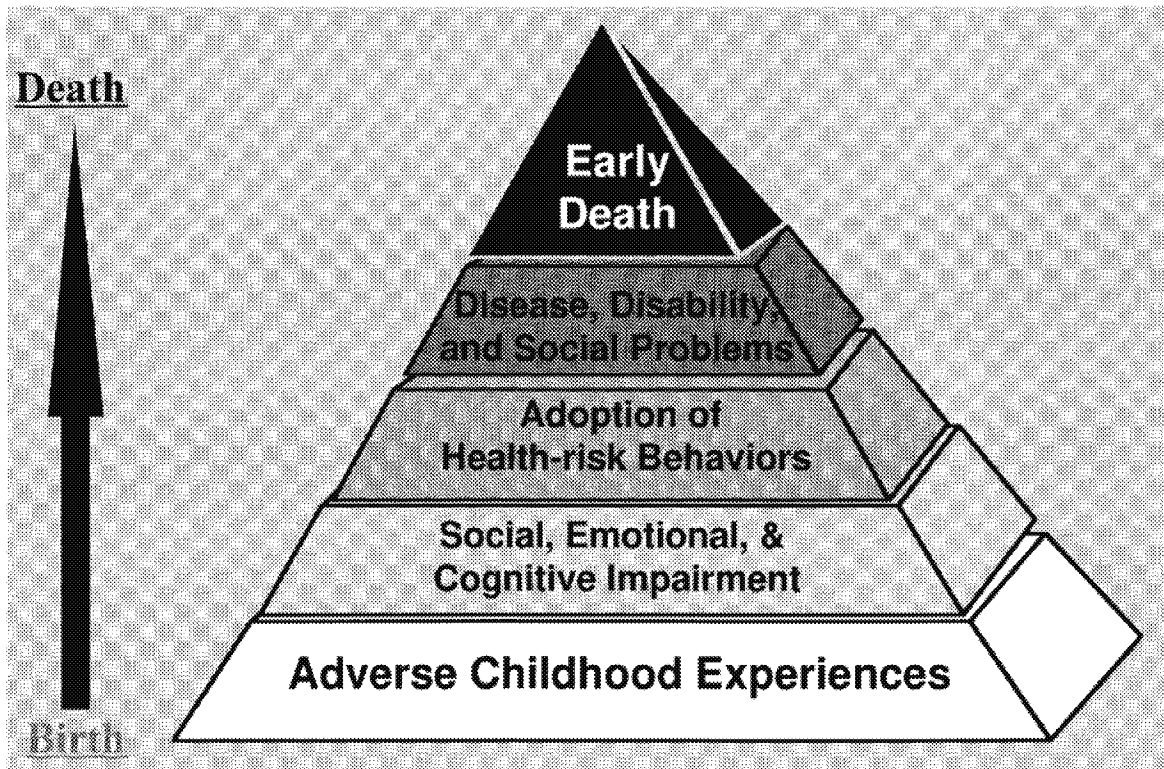 Death
Early
Death
Disease, Disability,
and Social Problems
Adoption of
Health-risk Behaviors
Social, Emotional, &
Cognitive Impairment
Adverse Childhood Experiences
Birth